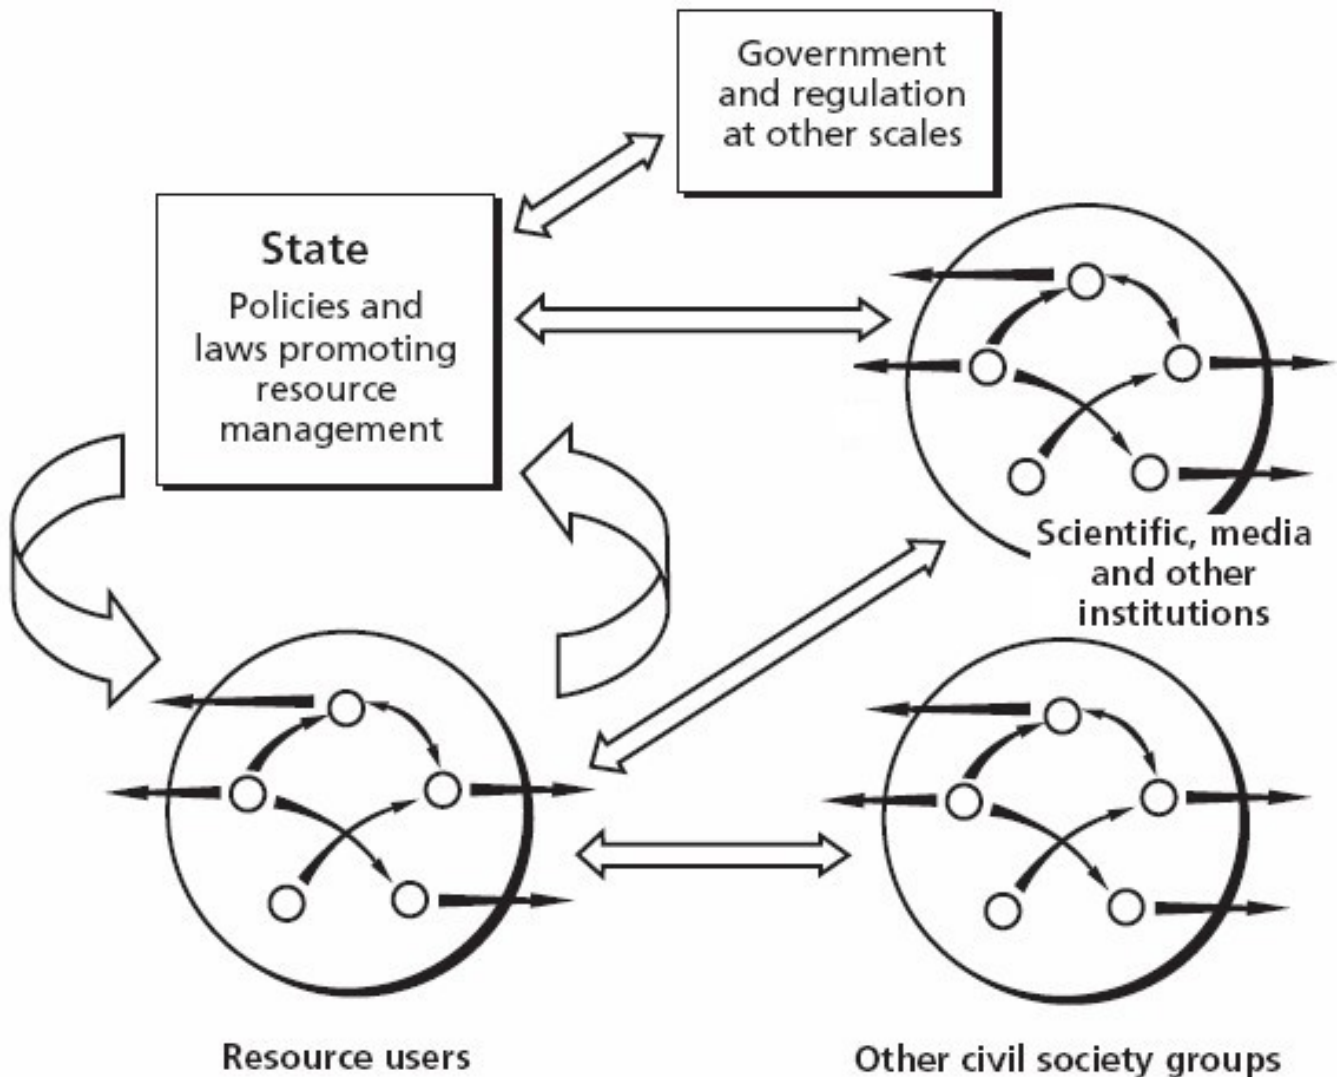 Government
and regulation
at other scales
State
Policies and
laws promoting
resource
management
Scientific, media
and other
institutions
Resource users
Other civil society groups